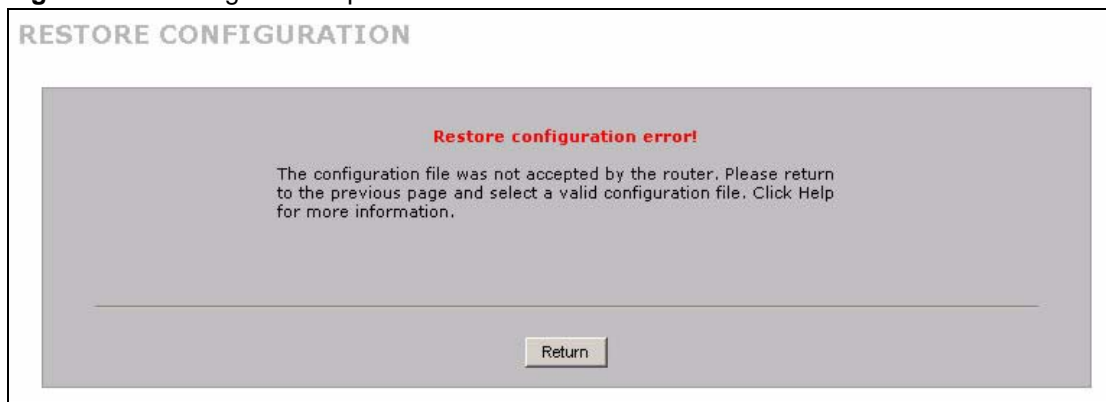 RESTORE CONFIGURATION
Restore configuration error!
The configuration file was not accepted by the router. Please return
to the previous page and select a valid configuration file. Click Help
for more information.
Return